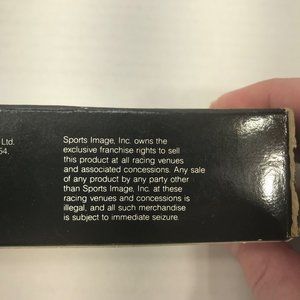 Ltd.
54.
Sports Image, Inc. owns the
exclusive franchise rights to sell
this product at all racing venues
and associated concessions. Any sale
of any product by any party other
than Sports Image, Inc. at these
racing venues and concessions is
illegal, and all such merchandise
is subject to immediate seizure.